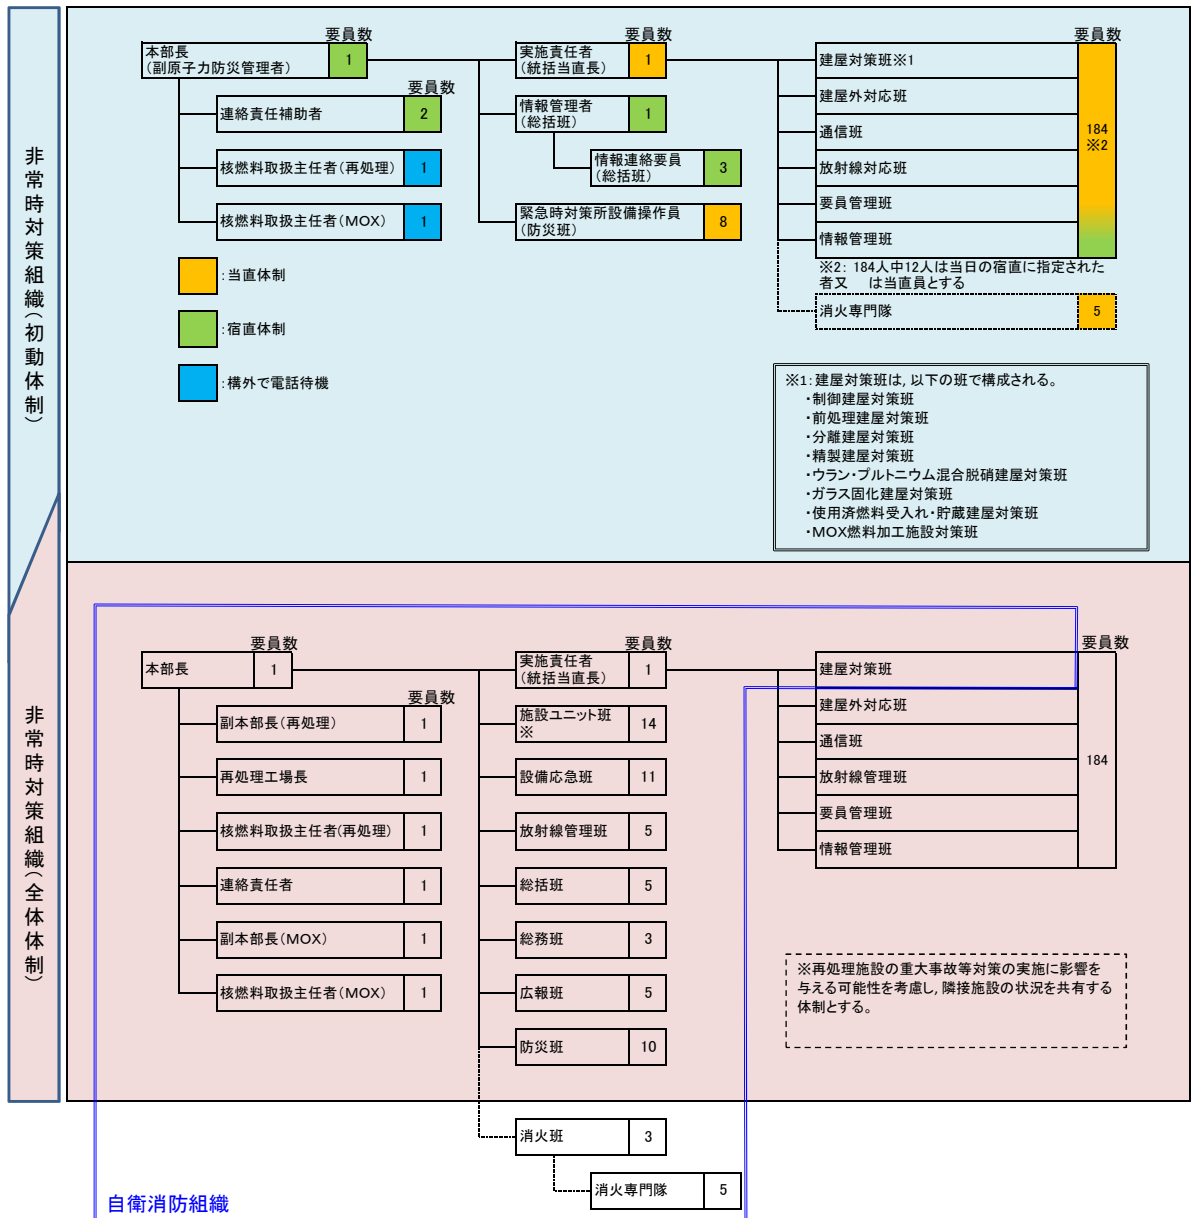 非常時対策組織（初動体制）
要員数
本部長
（副原子力防災管理者）
1
要員数
連絡責任補助者
2
核燃料取扱主任者（再処理）
1
核燃料取扱主任者（MOX）
1
：当直体制
：宿直体制
：構外で電話待機
要員数
実施責任者
（統括当直長）
1
情報管理者
（総括班）
1
情報連絡要員
（総括班）
3
緊急時対策所設備操作員
（防災班）
8
要員数
建屋対策班※1
建屋外対応班
通信班
放射線対応班
要員管理班
情報管理班
184
※2
※2： 184人中12人は当日の宿直に指定された
者又　は当直員とする
消火専門隊
5
※1：建屋対策班は，以下の班で構成される。
・制御建屋対策班
・前処理建屋対策班
・分離建屋対策班
・精製建屋対策班
・ウラン・プルトニウム混合脱硝建屋対策班
・ガラス固化建屋対策班
・使用済燃料受入れ・貯蔵建屋対策班
・MOX燃料加工施設対策班
非常時対策組織（全体体制）
要員数
本部長
1
要員数
副本部長（再処理）
1
再処理工場長
1
核燃料取扱主任者(再処理）
1
連絡責任者
1
副本部長（MOX）
1
核燃料取扱主任者（MOX）
1
要員数
実施責任者
（統括当直長）
1
施設ユニット班
※
14
設備応急班
11
放射線管理班
5
総括班
5
総務班
3
広報班
5
防災班
10
消火班
3
消火専門隊
5
要員数
建屋対策班
建屋外対応班
通信班
放射線管理班
要員管理班
情報管理班
184
※再処理施設の重大事故等対策の実施に影響を
与える可能性を考慮し，隣接施設の状況を共有する
体制とする。
自衛消防組織